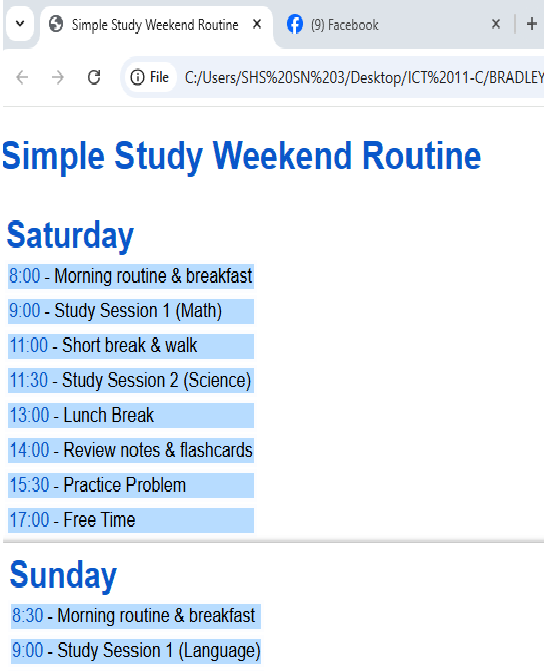 Simple Study Weekend Routine
(9) Facebook
File C:/Users/SHS%20SN%203/Desktop/ICT%2011-C/BRADLEY
Simple Study Weekend Routine
Saturday
8:00 - Morning routine & breakfast
9:00 - Study Session 1 (Math)
11:00 - Short break & walk
11:30 - Study Session 2 (Science)
13:00 - Lunch Break
14:00 - Review notes & flashcards
15:30 - Practice Problem
17:00 - Free Time
Sunday
8:30 - Morning routine & breakfast
9:00 - Study Session 1 (Language)